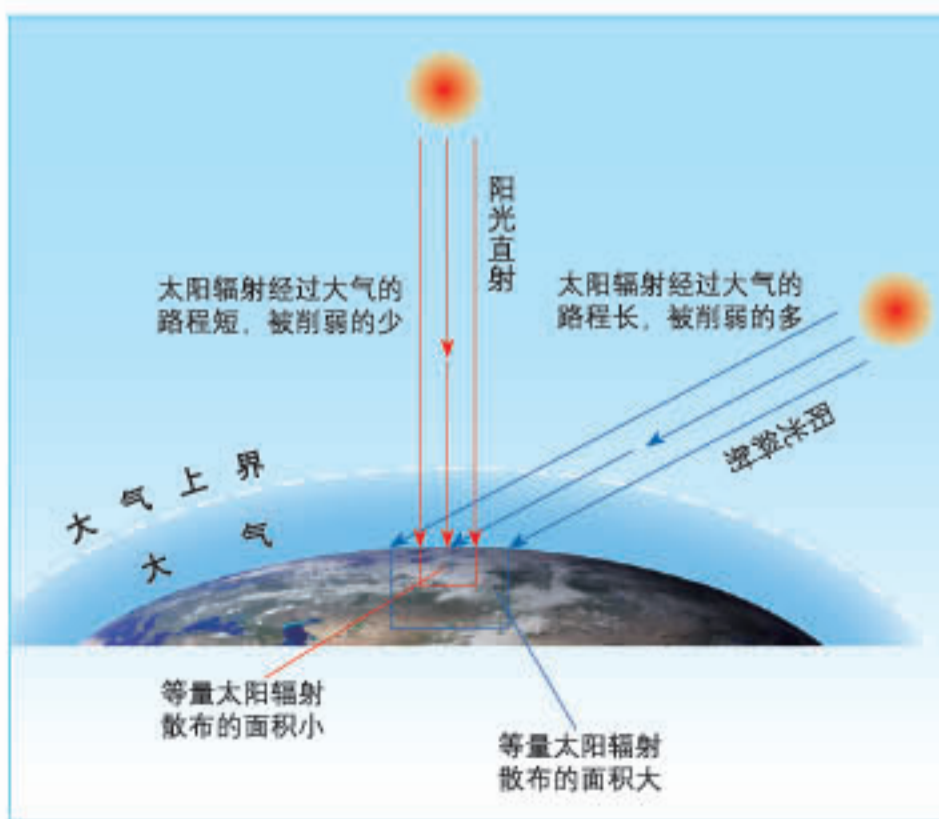 阳光直射
太阳辐射经过大气的
路程短，被削弱的少
太阳辐射经过大气的
路程长，被削弱的多
阳光斜射
大气上界
大气
等量太阳辐射
散布的面积小
等量太阳辐射
散布的面积大